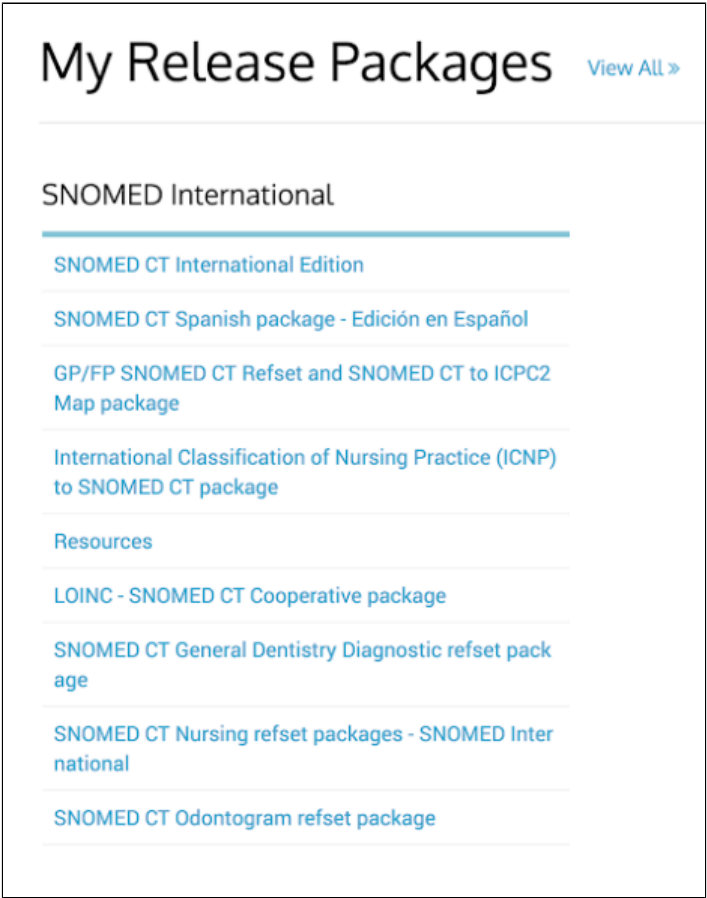 My Release Packages View All »
SNOMED International
SNOMED CT International Edition
SNOMED CT Spanish package - Edición en Español
GP/FP SNOMED CT Refset and SNOMED CT to ICPC2
Map package
International Classification of Nursing Practice (ICNP)
to SNOMED CT package
Resources
LOINC - SNOMED CT Cooperative package
SNOMED CT General Dentistry Diagnostic refset pack
age
SNOMED CT Nursing refset packages - SNOMED Inter
national
SNOMED CT Odontogram refset package